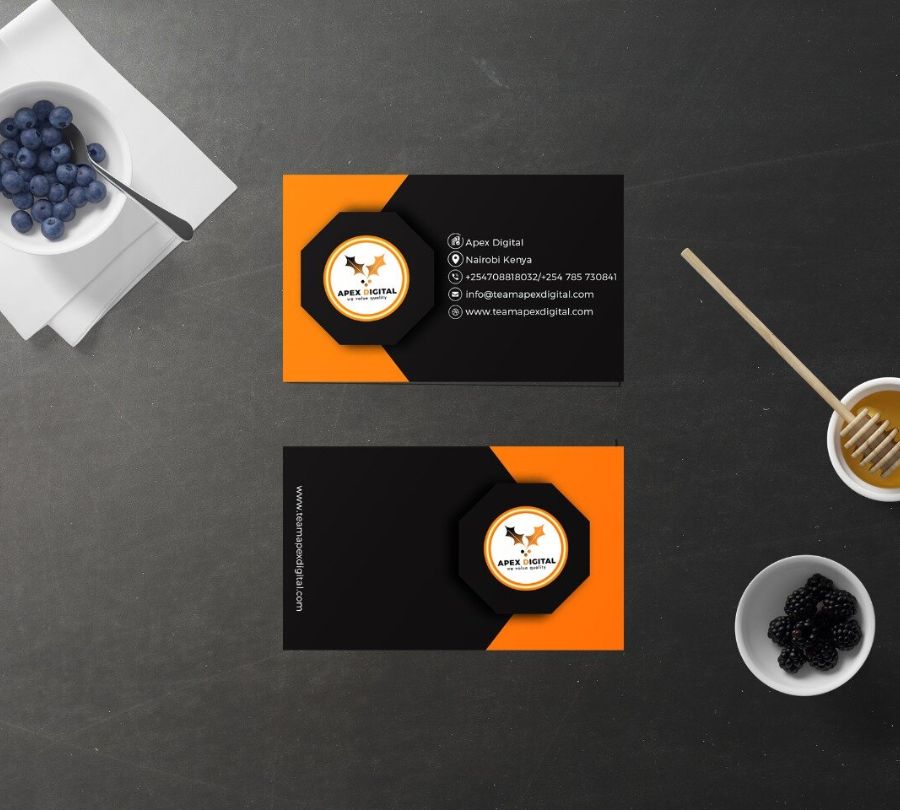 APEX DIGITAL
we value quality
Apex Digital
Nairobi Kenya
+254708818032/+254 785 730841
info@teamapexdigital.com
www.teamapexdigital.com
www.teamapexdigital.com
APEX DIGITAL
we value quality